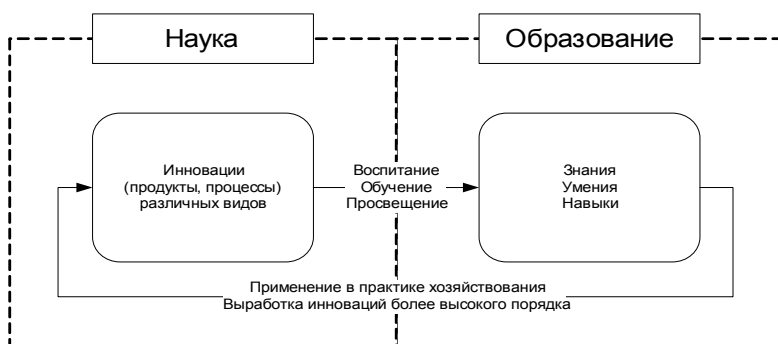 Наука
Образование
Инновации
(продукты, процессы)
различных видов
Воспитание
Обучение
Просвещение
Знания
Умения
Навыки
Применение в практике хозяйствования
Выработка инноваций более высокого порядка